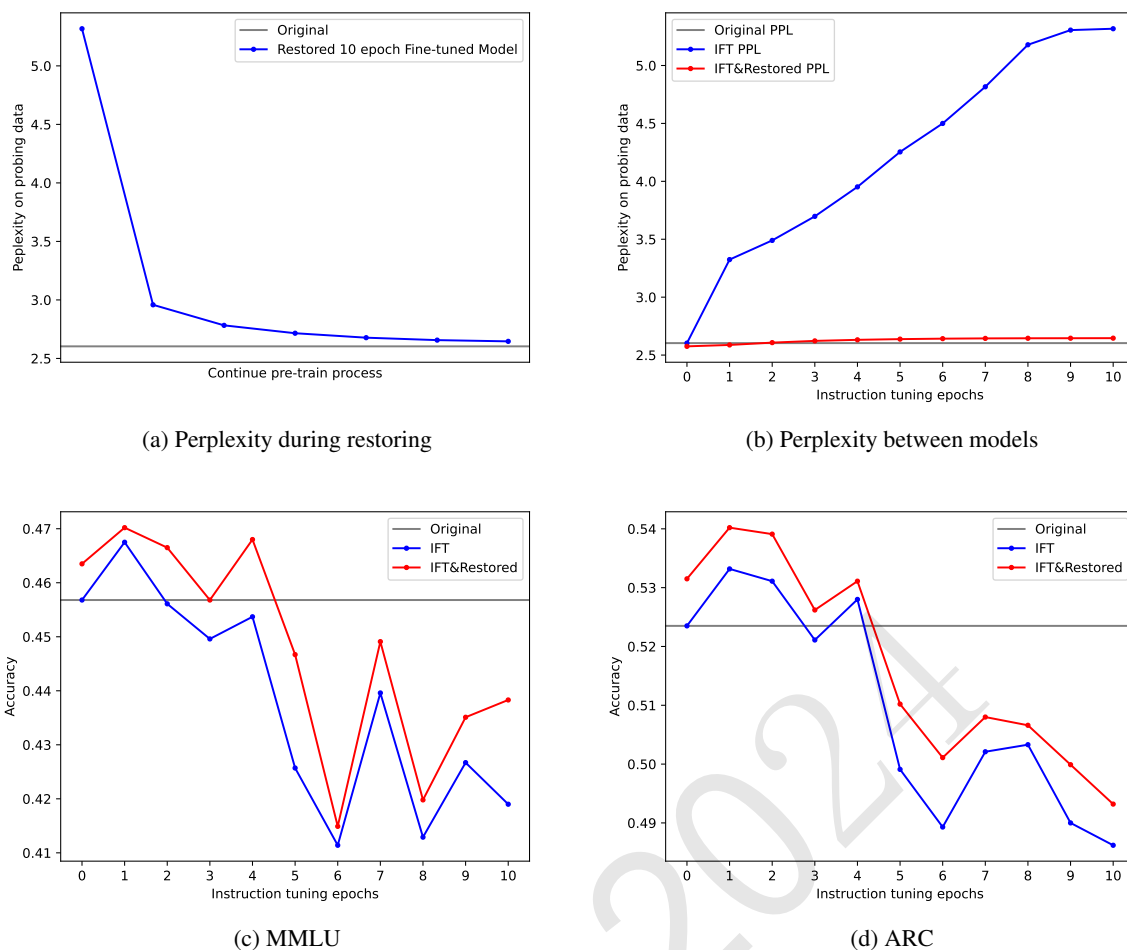 Original
Restored 10 epoch Fine-tuned Model
5.0
4.5
4.0
3.5
3.0
2.5
Peplexity on probing data
Continue pre-train process
(a) Perplexity during restoring
Original PPL
IFT PPL
IFT&Restored PPL
5.0
4.5
4.0
3.5
3.0
2.5
Peplexity on probing data
0 1 2 3 4 5 6 7 8 9 10
Instruction tuning epochs
(b) Perplexity between models
Original
IFT
IFT&Restored
0.47
0.46
0.45
0.44
0.43
0.42
0.41
Accuracy
0 1 2 3 4 5 6 7 8 9 10
Instruction tuning epochs
(c) MMLU
Original
IFT
IFT&Restored
0.54
0.53
0.52
0.51
0.50
0.49
Accuracy
0 1 2 3 4 5 6 7 8 9 10
Instruction tuning epochs
(d) ARC
2024